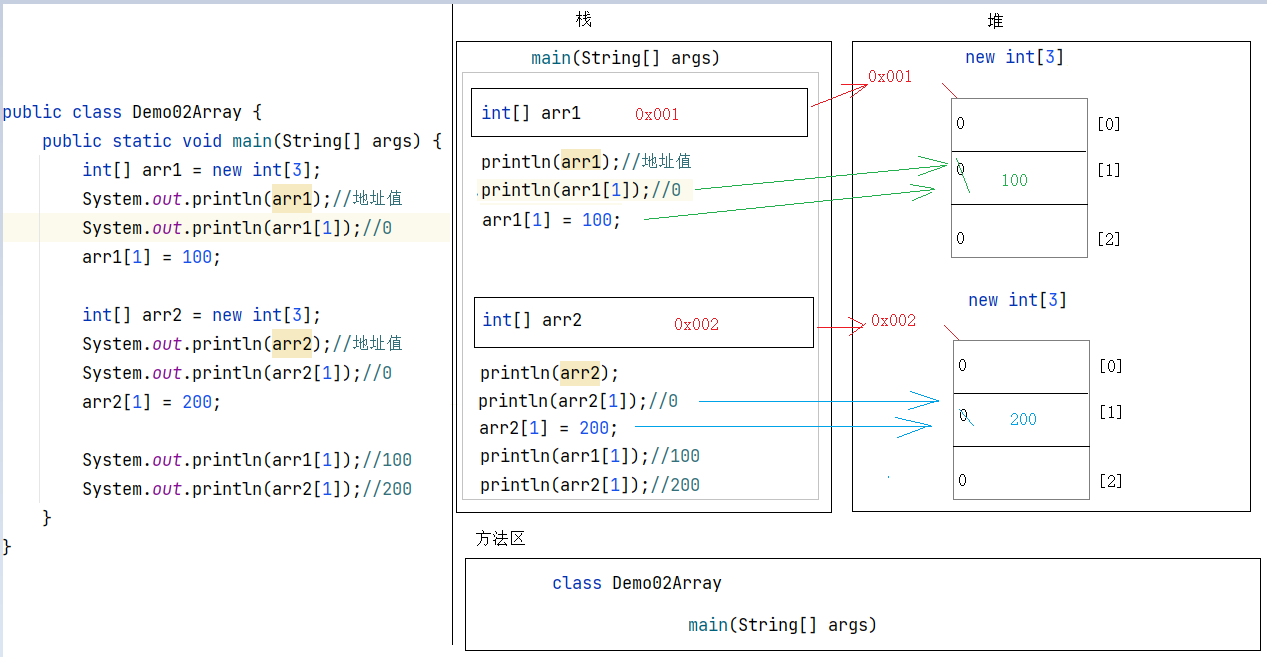 public class Demo02Array {
public static void main(String[] args) {
int[] arr1 = new int[3];
System.out.println(arr1);//地址值
System.out.println(arr1[1]);//0
arr1[1] = 100;
int[] arr2 = new int[3];
System.out.println(arr2);//地址值
System.out.println(arr2[1]);//0
arr2[1] = 200;
System.out.println(arr1[1]);//100
System.out.println(arr2[1]);//200
}
}
栈
main(String[] args)
int[] arr1 0x001
println(arr1);//地址值
println(arr1[1]);//0
arr1[1] = 100;
int[] arr2 0x002
println(arr2);
println(arr2[1]);//0
arr2[1] = 200;
println(arr1[1]);//100
println(arr2[1]);//200
堆
new int[3]
0x001
0 [0]
0 100 [1]
0 [2]
new int[3]
0x002
0 [0]
0 200 [1]
0 [2]
方法区
class Demo02Array
main(String[] args)